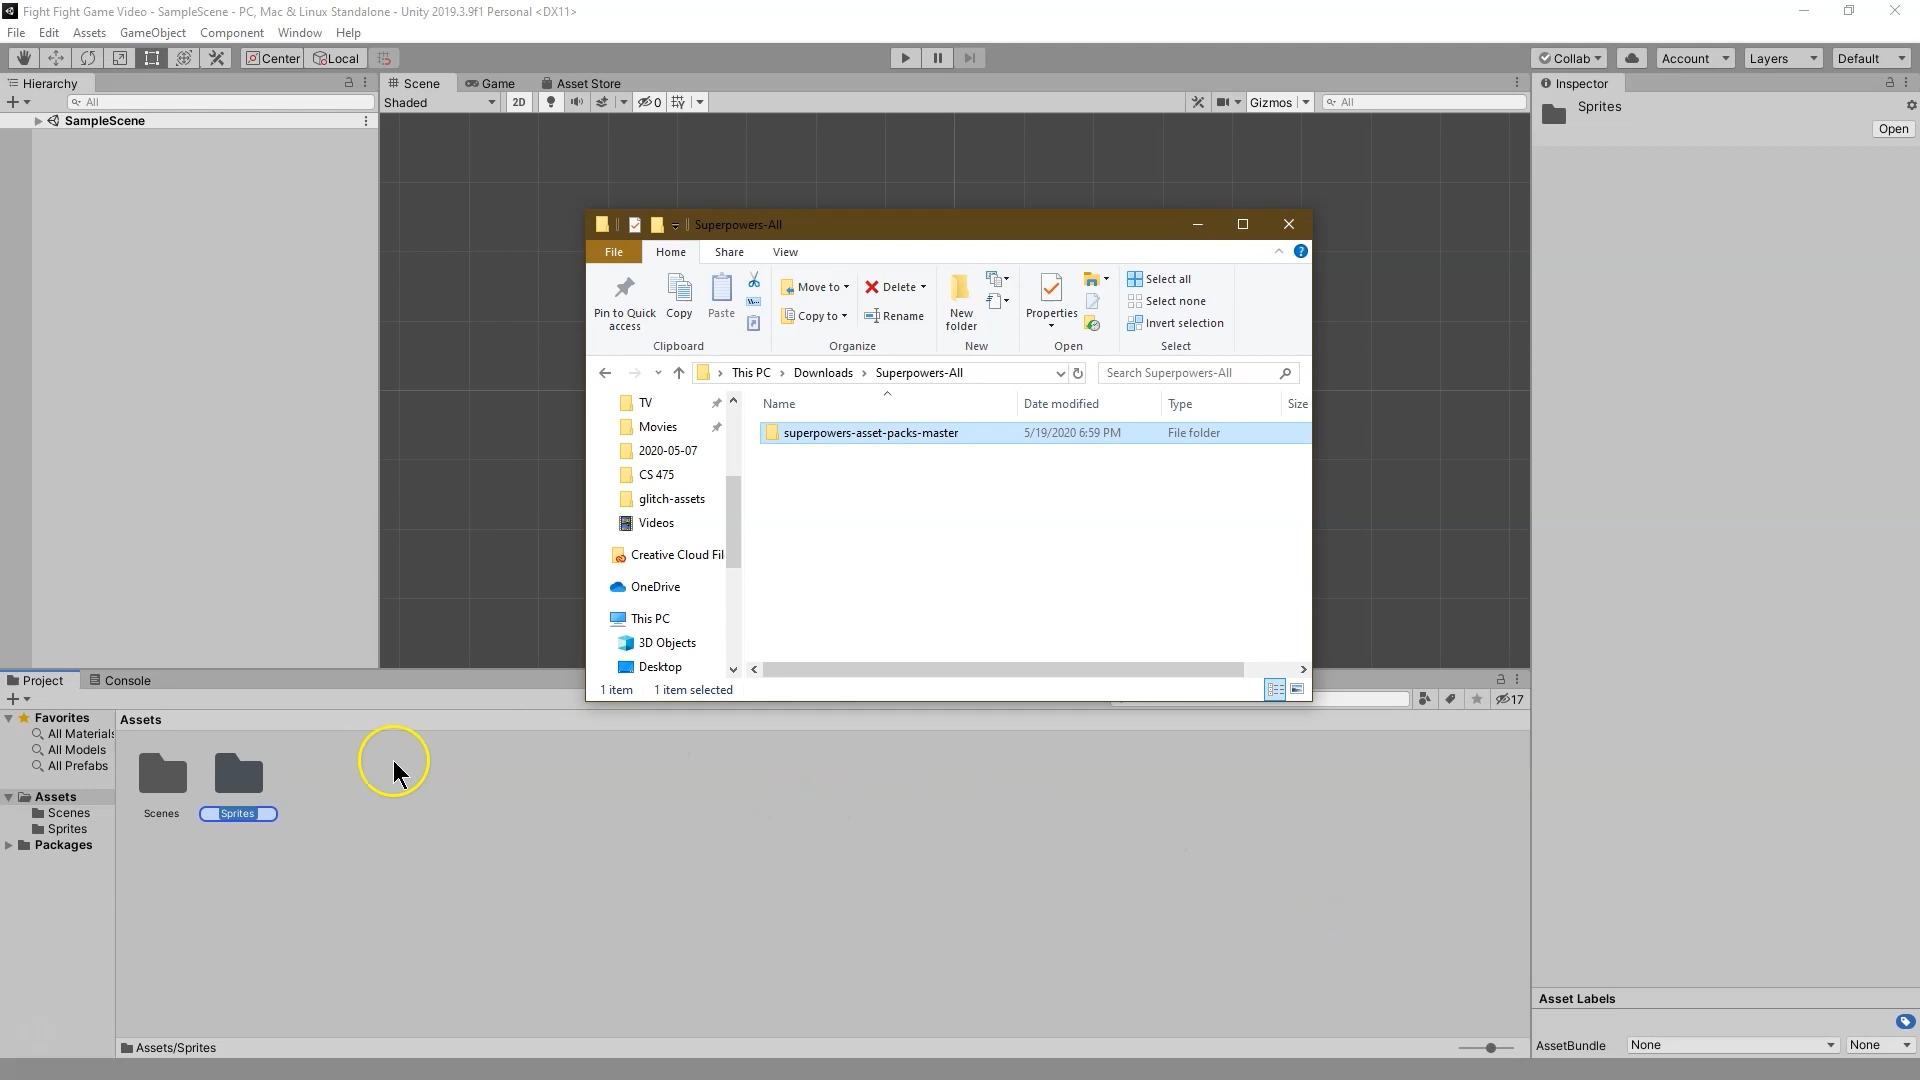 Fight Fight Game Video - SampleScene - PC, Mac & Linux Standalone - Unity 2019.3.9f1 Personal <DX11>
File Edit Assets GameObject Component Window Help
Center Local Collab Account Layers Default
Hierarchy Scene Game Asset Store Inspector
All Shaded 2D 0 Gizmos All
SampleScene
Sprites
Open
Superpowers-All
File Home Share View
Pin to Quick access
Copy
Paste
Clipboard
Move to
Copy to
Delete
Rename
Organize
New folder
New
Properties
Open
Select all
Select none
Invert selection
Select
This PC > Downloads > Superpowers-All
Search Superpowers-All
Name Date modified Type Size
superpowers-asset-packs-master 5/19/2020 6:59 PM File folder
TV
Movies
2020-05-07
CS 475
glitch-assets
Videos
Creative Cloud Fil
OneDrive
This PC
3D Objects
Desktop
1 item 1 item selected
Project Console
17
Favorites
All Materials
All Models
All Prefabs
Assets
Scenes
Sprites
Packages
Assets
Scenes
Sprites
Assets/Sprites
Asset Labels
AssetBundle None None